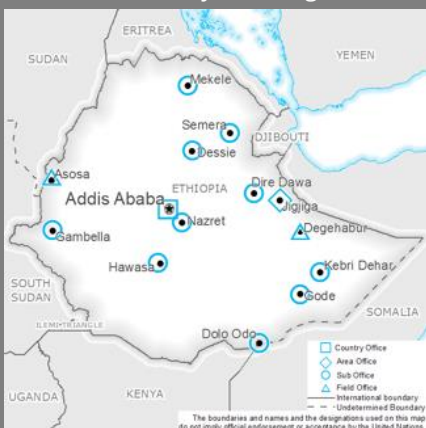 ERITREA
SUDAN
YEMEN
Mekele
Semera
DJIBOUTI
Dessie
Asosa
ETHIOPIA
Dire Dawa
Addis Ababa
Jigjiga
Nazret
Degehabur
Gambella
Hawasa
Kebri Dehar
SOUTH
SUDAN
Gode
SOMALIA
ILEMI TRIANGLE
Dolo Odo
Country Office
Area Office
Sub Office
Field Office
International boundary
Undetermined Boundary
UGANDA
KENYA
The boundaries and names and the designations used on this map
do not imply official endorsement or acceptance by the United Nations.